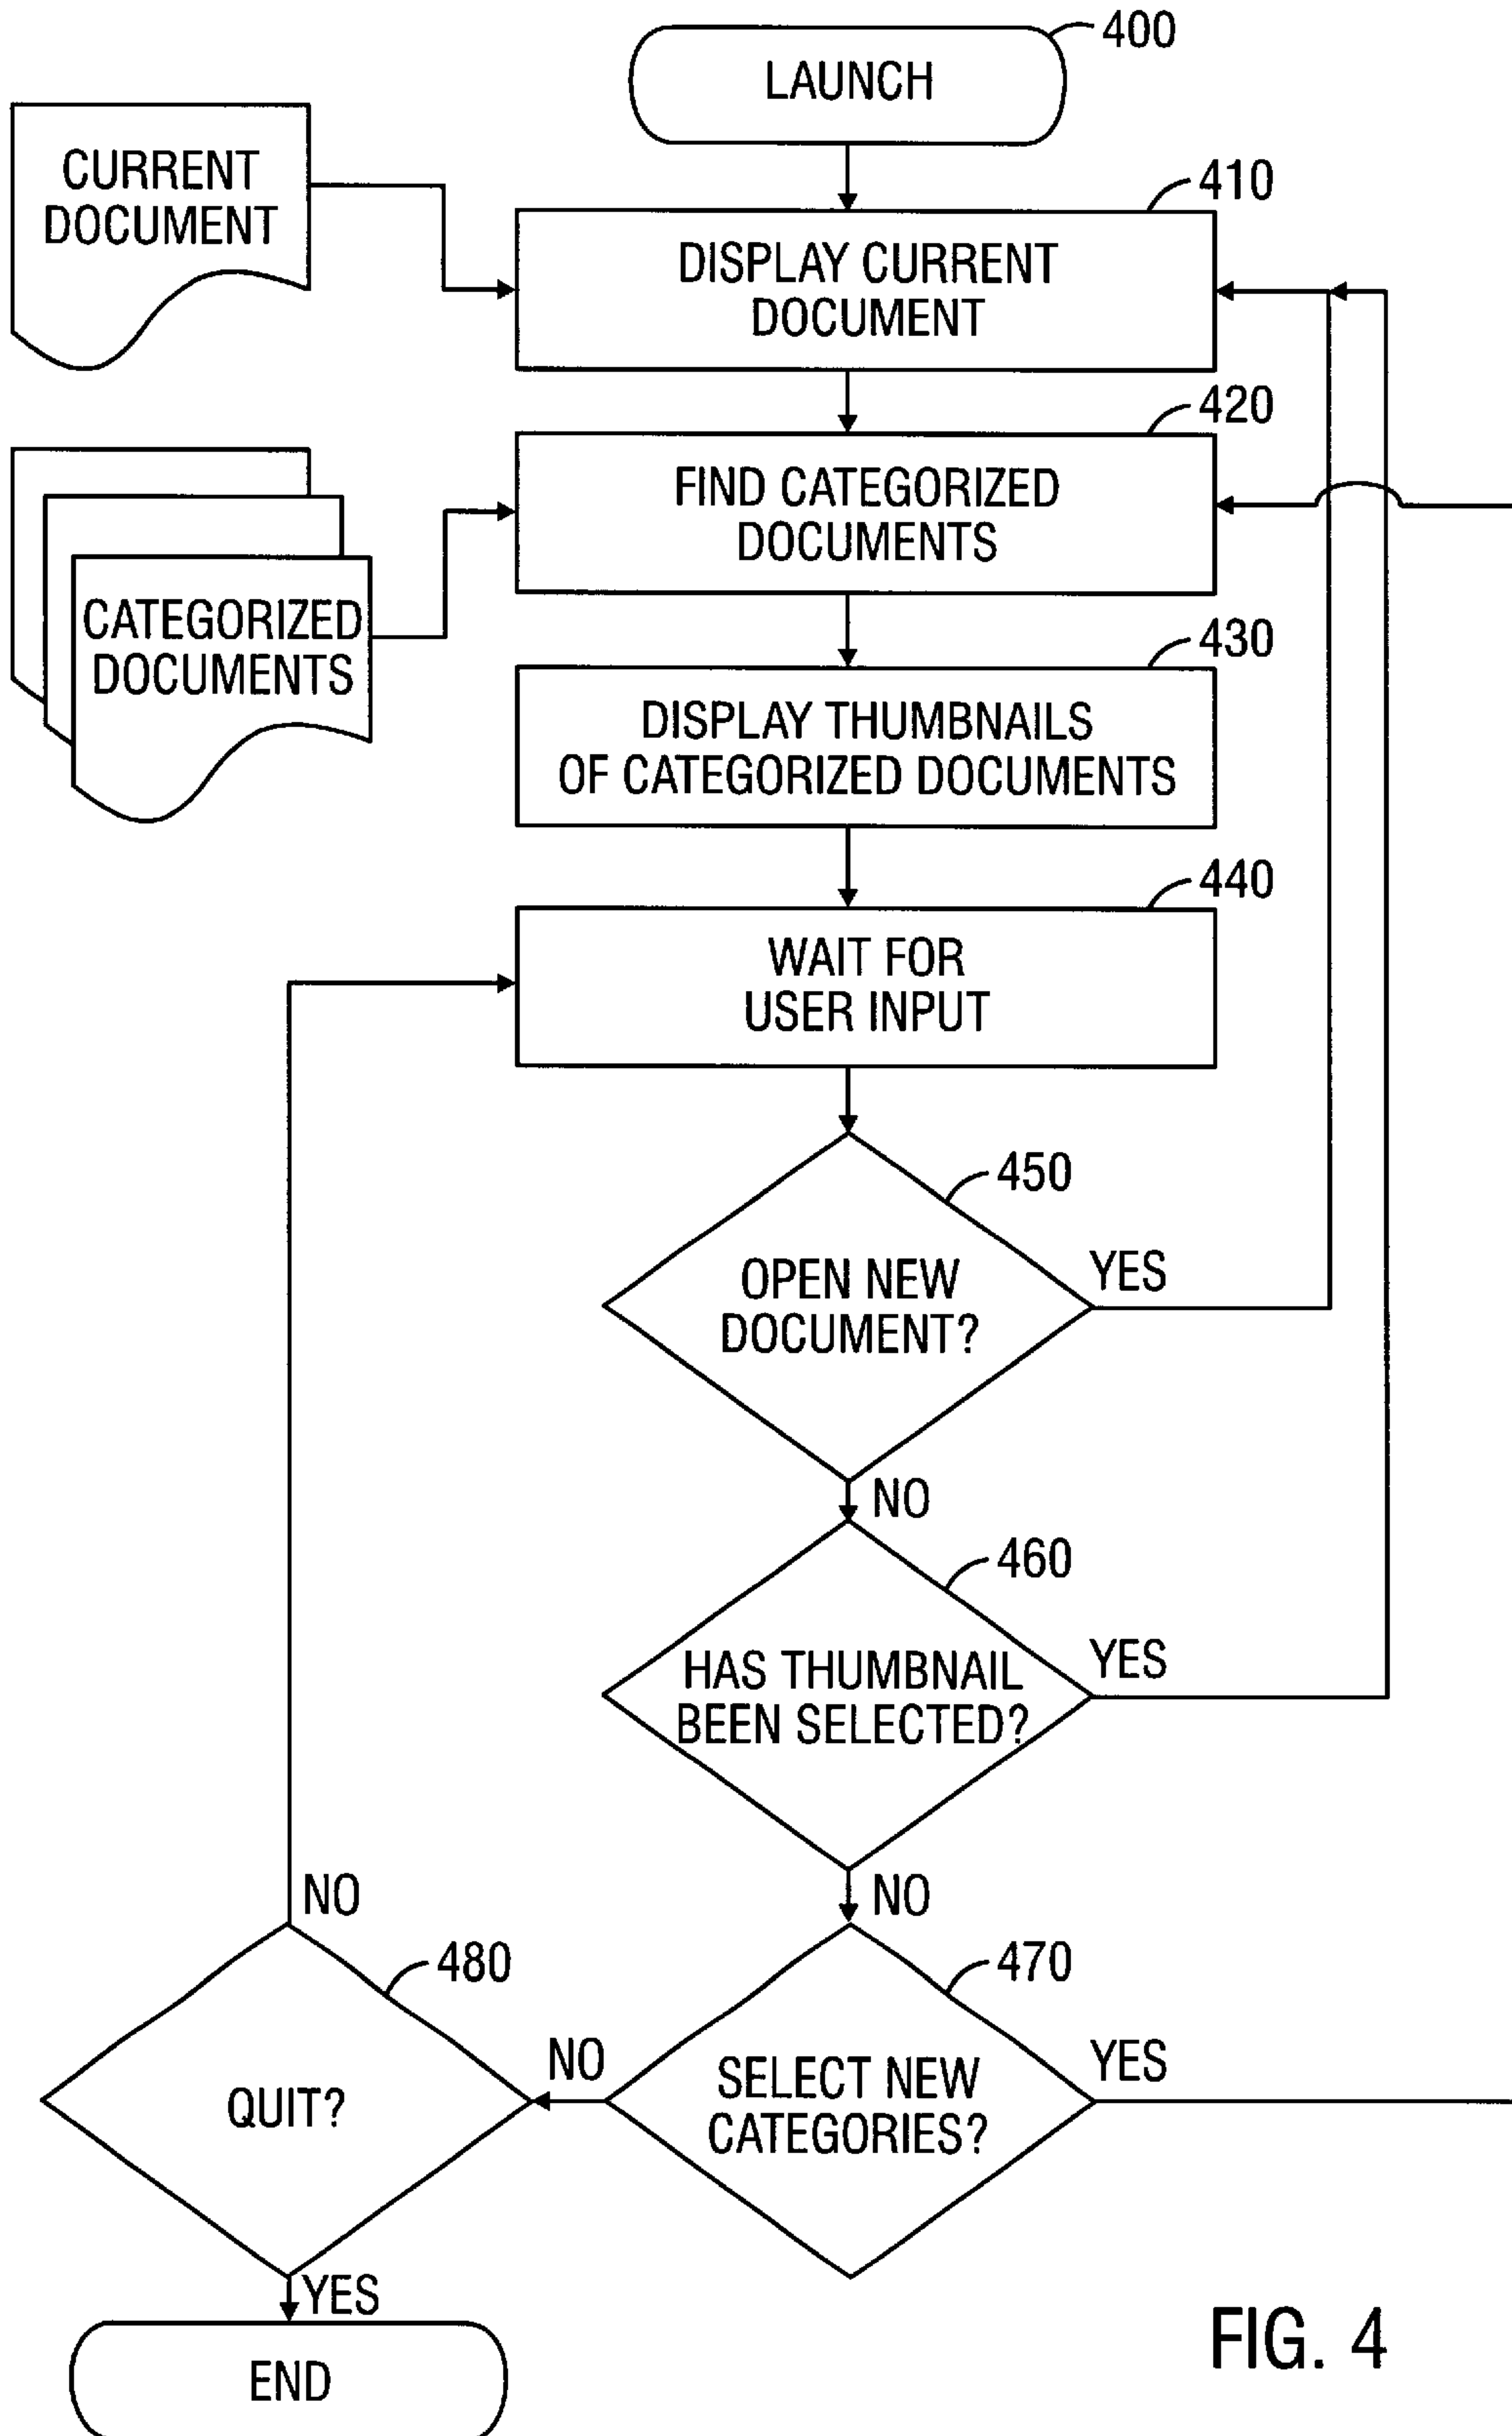 400
LAUNCH
CURRENT
DOCUMENT
410
DISPLAY CURRENT
DOCUMENT
420
FIND CATEGORIZED
DOCUMENTS
CATEGORIZED
DOCUMENTS
430
DISPLAY THUMBNAILS
OF CATEGORIZED DOCUMENTS
440
WAIT FOR
USER INPUT
450
OPEN NEW
DOCUMENT?
YES
NO
460
HAS THUMBNAIL
BEEN SELECTED?
YES
NO
470
SELECT NEW
CATEGORIES?
YES
NO
480
QUIT?
NO
YES
END
FIG. 4